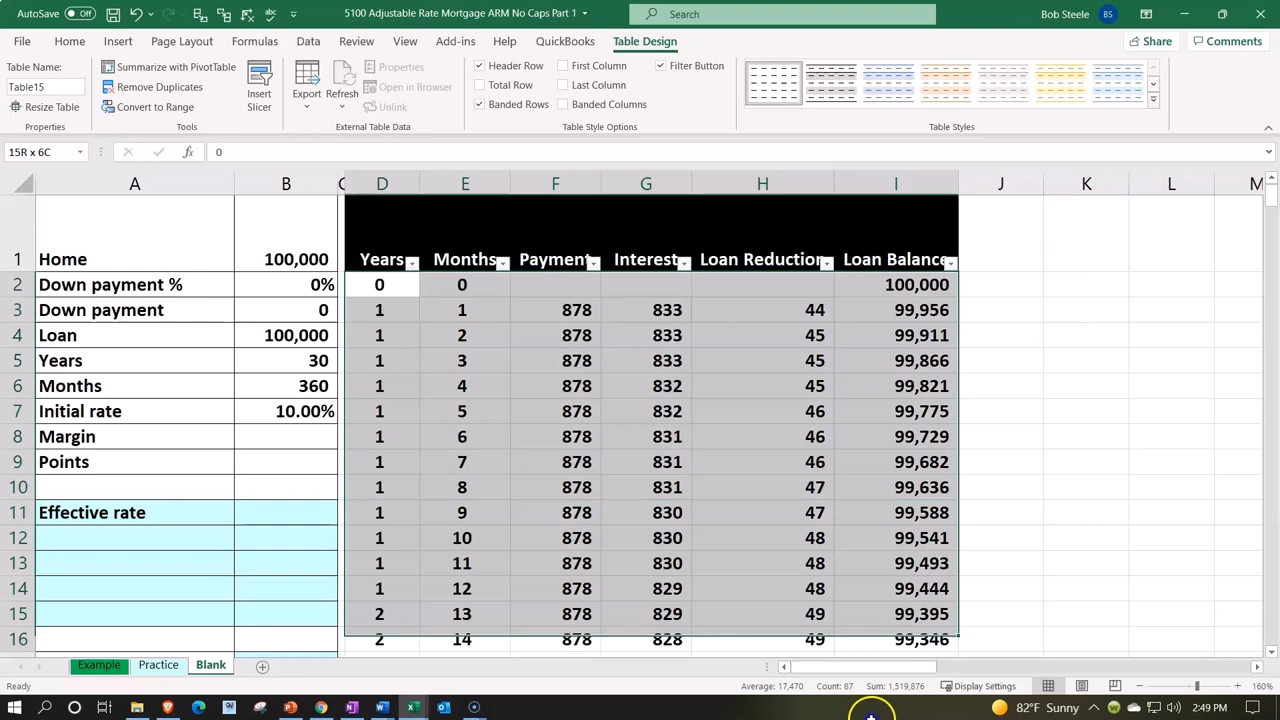 AutoSave Off 5100 Adjustable Rate Mortgage ARM No Caps Part 1 Search Bob Steele BS
File Home Insert Page Layout Formulas Data Review View Add-ins Help QuickBooks Table Design Share Comments
Table Name: Summarize with PivotTable Properties Header Row First Column Filter Button
Table15 Remove Duplicates Insert Slicer Export Refresh Open in Browser Total Row Last Column
Resize Table Convert to Range Unlink Banded Rows Banded Columns
Properties Tools External Table Data Table Style Options Table Styles
15R x 6C fx 0
A B C D E F G H I J K L M
1 Home 100,000 Years Months Payment Interest Loan Reduction Loan Balance
2 Down payment % 0% 0 0 100,000
3 Down payment 0 1 1 878 833 44 99,956
4 Loan 100,000 1 2 878 833 45 99,911
5 Years 30 1 3 878 833 45 99,866
6 Months 360 1 4 878 832 45 99,821
7 Initial rate 10.00% 1 5 878 832 46 99,775
8 Margin 1 6 878 831 46 99,729
9 Points 1 7 878 831 46 99,682
10 1 8 878 831 47 99,636
11 Effective rate 1 9 878 830 47 99,588
12 1 10 878 830 48 99,541
13 1 11 878 830 48 99,493
14 1 12 878 829 48 99,444
15 2 13 878 829 49 99,395
16 2 14 878 828 49 99,346
Example Practice Blank
Ready Average: 17,470 Count: 87 Sum: 1,519,876 Display Settings 160%
82°F Sunny 2:49 PM